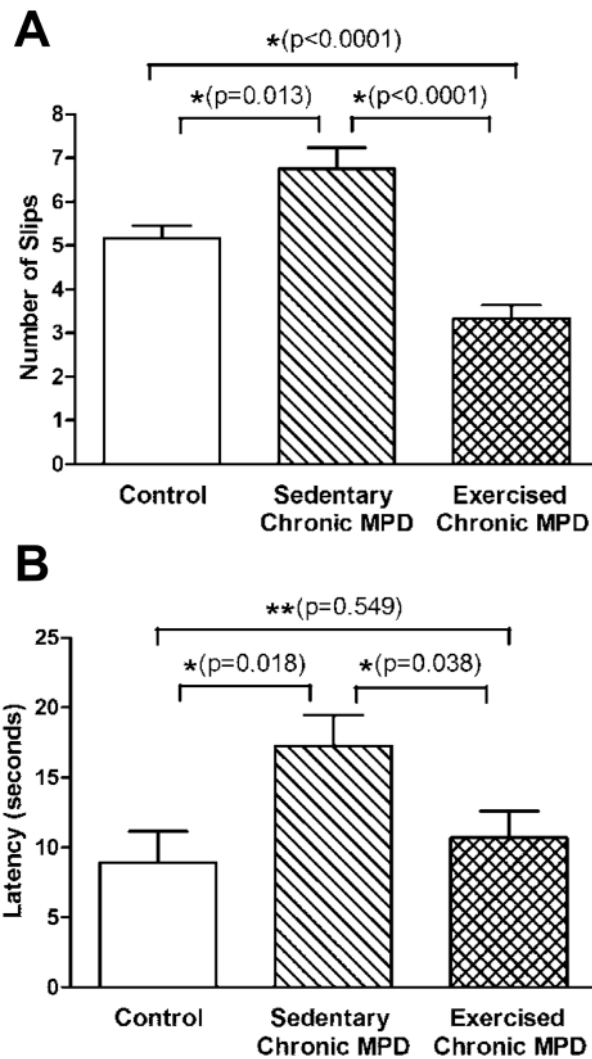 A
*(p<0.0001)
*(p=0.013) *(p<0.0001)
8
7
6
5
4
3
2
1
0
Number of Slips
Control Sedentary Chronic MPD Exercised Chronic MPD
B
**(p=0.549)
*(p=0.018) *(p=0.038)
25
20
15
10
5
0
Latency (seconds)
Control Sedentary Chronic MPD Exercised Chronic MPD